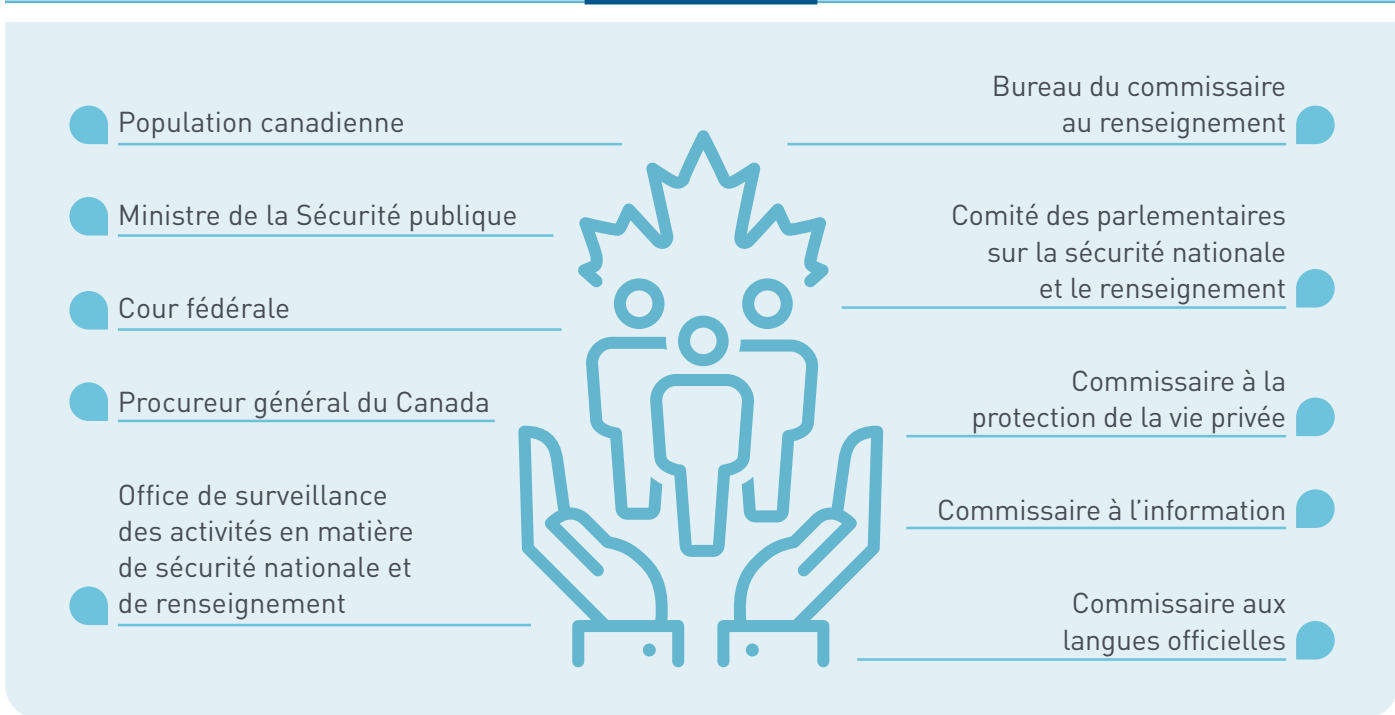 Population canadienne
Ministre de la Sécurité publique
Cour fédérale
Procureur général du Canada
Office de surveillance
des activités en matière
de sécurité nationale et
de renseignement
Bureau du commissaire
au renseignement
Comité des parlementaires
sur la sécurité nationale
et le renseignement
Commissaire à la
protection de la vie privée
Commissaire à l’information
Commissaire aux
langues officielles